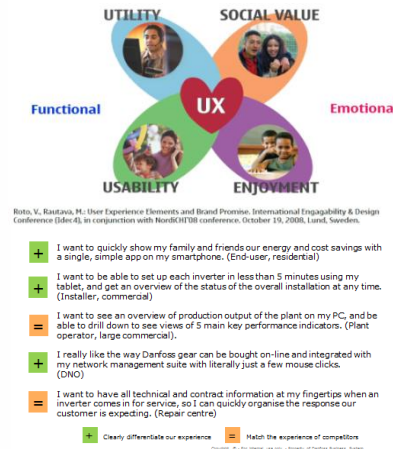 UTILITY
SOCIAL VALUE
Functional
UX
Emotiona
USABILITY
ENJOYMENT
Roto, V., Rautava, M.: User Experience Elements and Brand Promise. International Engagability & Design
Conference (Idec4), in conjunction with NordiCHI'08 conference. October 19, 2008, Lund, Sweden.
+ I want to quickly show my family and friends our energy and cost savings with
a single, simple app on my smartphone. (End-user, residential)
+ I want to be able to set up each inverter in less than 5 minutes using my
tablet, and get an overview of the status of the overall installation at any time.
(Installer, commercial)
= I want to see an overview of production output of the plant on my PC, and be
able to drill down to see views of 5 main key performance indicators. (Plant
operator, large commercial).
+ I really like the way Danfoss gear can be bought on-line and integrated with
my network management suite with literally just a few mouse clicks.
(DNO)
= I want to have all technical and contract information at my fingertips when an
inverter comes in for service, so I can quickly organise the response our
customer is expecting. (Repair centre)
+ Clearly differentiate our experience = Match the experience of competitors